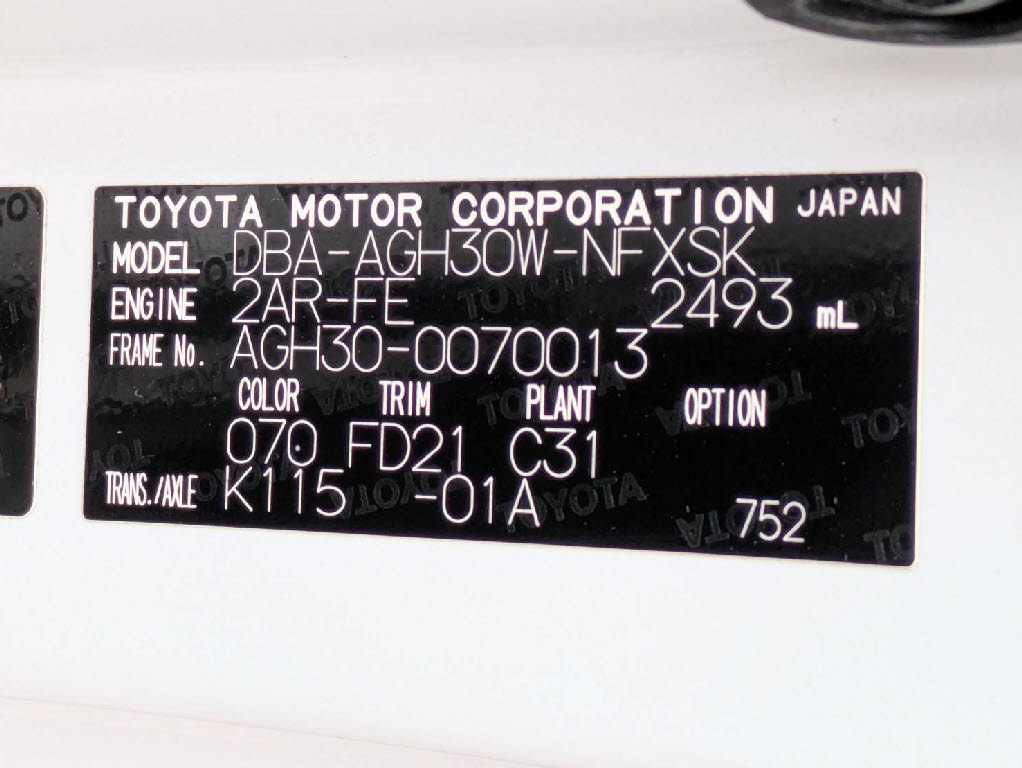 TOYOTA MOTOR CORPORATION JAPAN
MODEL DBA-AGH30W-NFXSK
ENGINE 2AR-FE 2493 mL
FRAME No. AGH30-0070013
COLOR TRIM PLANT OPTION
070 FD21 C31
TRANS./AXLE K115 -01A
752